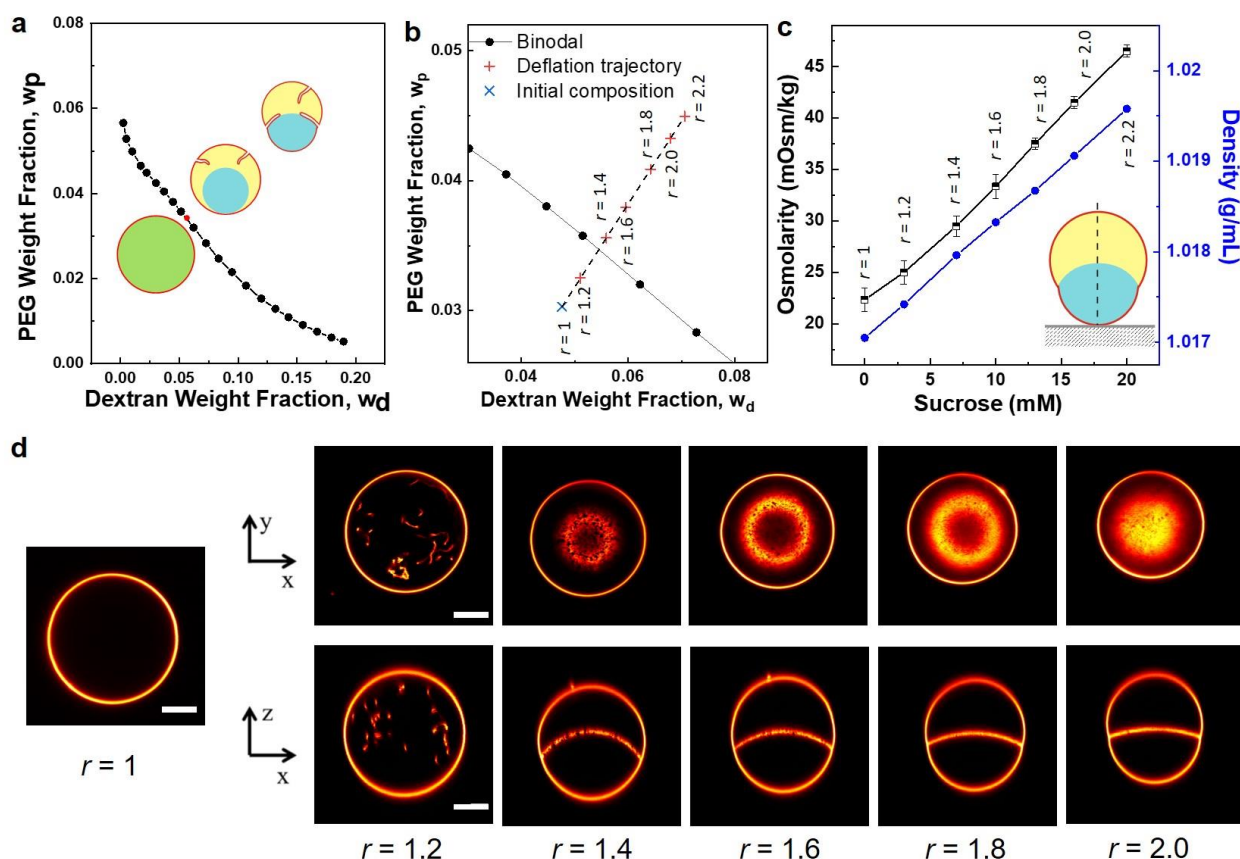 a
0.08
0.06
0.04
0.02
0.00
PEG Weight Fraction, wp
0.00 0.05 0.10 0.15 0.20
Dextran Weight Fraction, wd
b
Binodal
Deflation trajectory
Initial composition
0.05
0.04
0.03
PEG Weight Fraction, wp
r = 1
r = 1.2
r = 1.4
r = 1.6
r = 1.8
r = 2.0
r = 2.2
0.04 0.06 0.08
Dextran Weight Fraction, wd
c
45
40
35
30
25
20
Osmolarity (mOsm/kg)
r = 1
r = 1.2
r = 1.4
r = 1.6
r = 1.8
r = 2.0
r = 2.2
1.02
1.019
1.018
1.017
Density (g/mL)
0 5 10 15 20
Sucrose (mM)
d
y
x
z
x
r = 1
r = 1.2
r = 1.4
r = 1.6
r = 1.8
r = 2.0